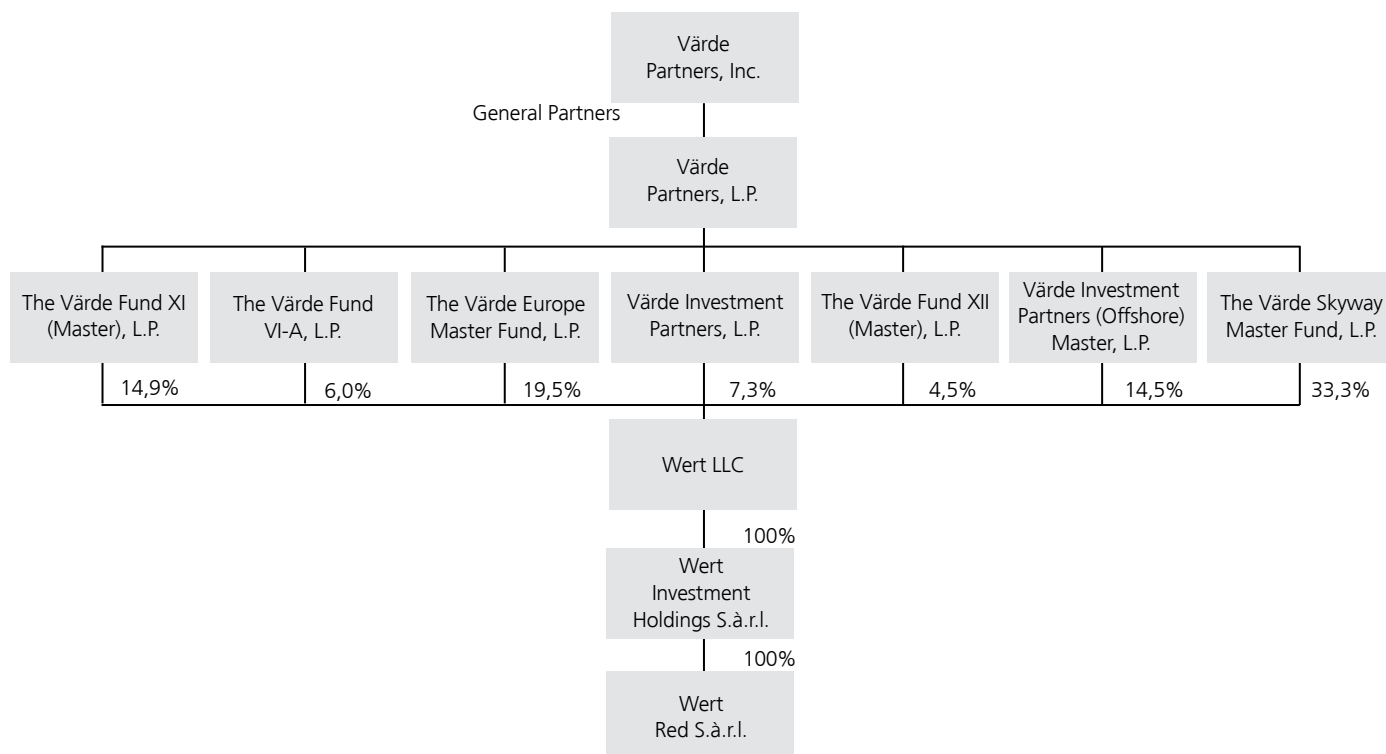 Värde
Partners, Inc.
General Partners
Värde
Partners, L.P.
The Värde Fund XI
(Master), L.P.
The Värde Fund
VI-A, L.P.
The Värde Europe
Master Fund, L.P.
Värde Investment
Partners, L.P.
The Värde Fund XII
(Master), L.P.
Värde Investment
Partners (Offshore)
Master, L.P.
The Värde Skyway
Master Fund, L.P.
14,9%
6,0%
19,5%
7,3%
4,5%
14,5%
33,3%
Wert LLC
100%
Wert
Investment
Holdings S.à.r.l.
100%
Wert
Red S.à.r.l.